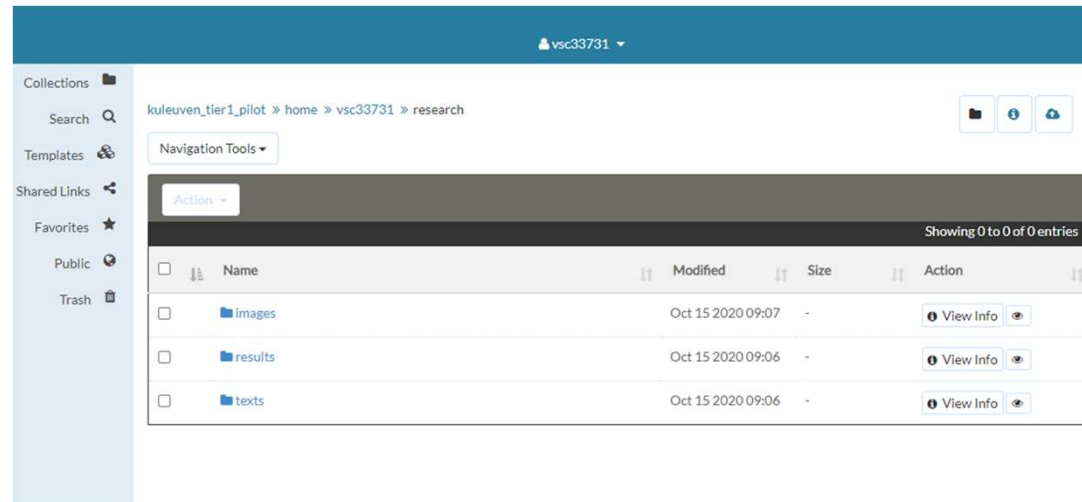 vsc33731
Collections
Search
Templates
Shared Links
Favorites
Public
Trash
kuleuven_tier1_pilot » home » vsc33731 » research
Navigation Tools
Action
Showing 0 to 0 of 0 entries
Name Modified Size Action
images Oct 15 2020 09:07 - View Info
results Oct 15 2020 09:06 - View Info
texts Oct 15 2020 09:06 - View Info